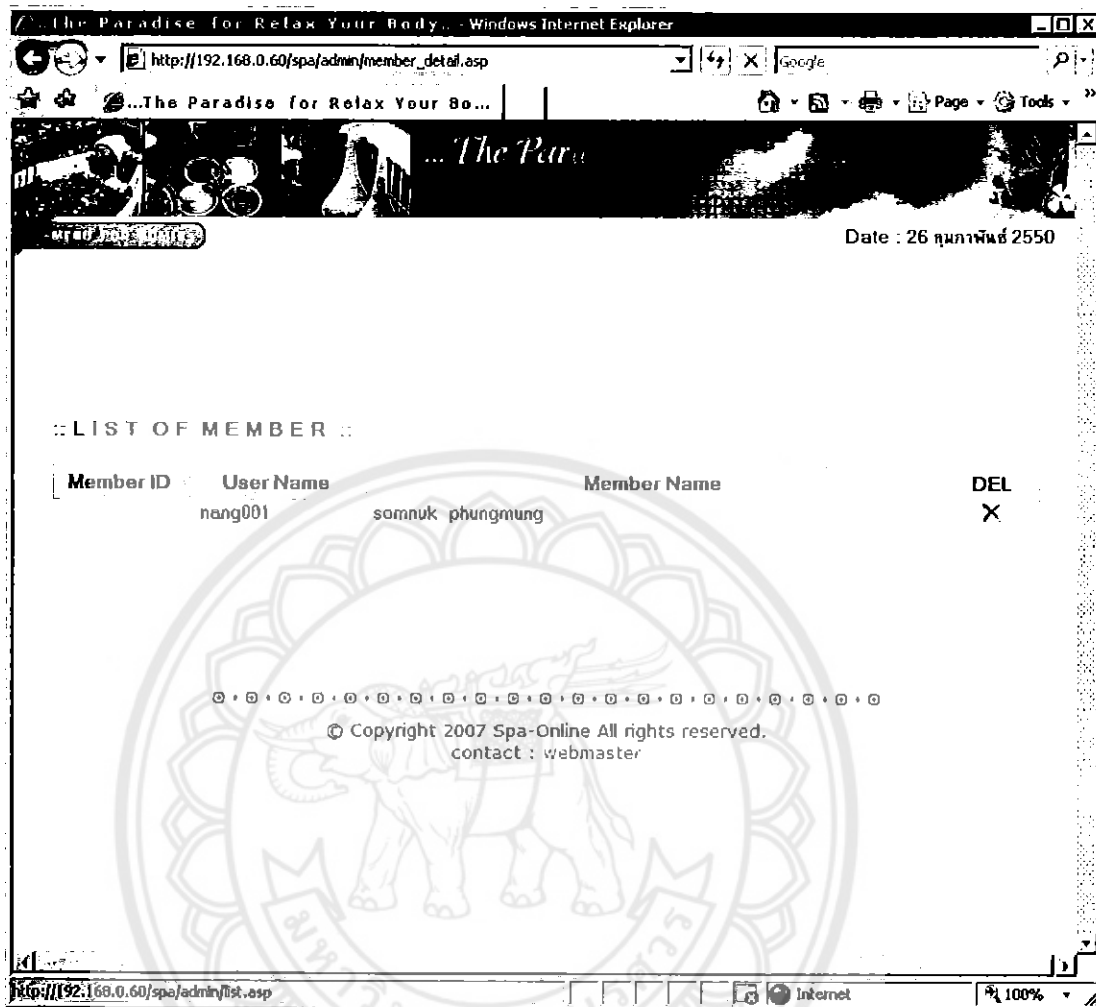 ...The Paradise for Relax Your Body... - Windows Internet Explorer
http://192.168.0.60/spa/admin/member_detail.asp
Google
...The Paradise for Relax Your Bo...
Page
Tools
... The Para
Date : 26 กุมภาพันธ์ 2550
:: LIST OF MEMBER ::
Member ID User Name Member Name DEL
nang001 somnuk phungmung X
© Copyright 2007 Spa-Online All rights reserved.
contact : webmaster
http://192.168.0.60/spa/admin/list.asp
Internet
100%